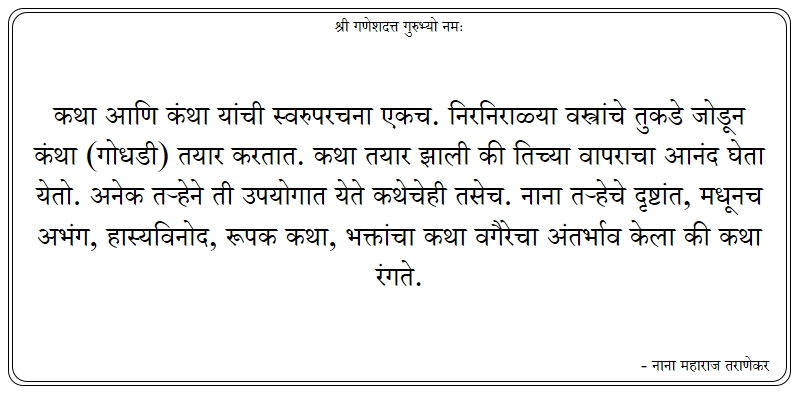 श्री गणेशदत्त गुरुभ्यो नमः
कथा आणि कंथा यांची स्वरुपरचना एकच. निरनिराळ्या वस्त्रांचे तुकडे जोडून
कंथा (गोधडी) तयार करतात. कथा तयार झाली की तिच्या वापराचा आनंद घेता
येतो. अनेक तऱ्हेने ती उपयोगात येते कथेचेही तसेच. नाना तऱ्हेचे दृष्टांत, मधूनच
अभंग, हास्यविनोद, रूपक कथा, भक्तांचा कथा वगैरेचा अंतर्भाव केला की कथा
रंगते.
- नाना महाराज तराणेकर